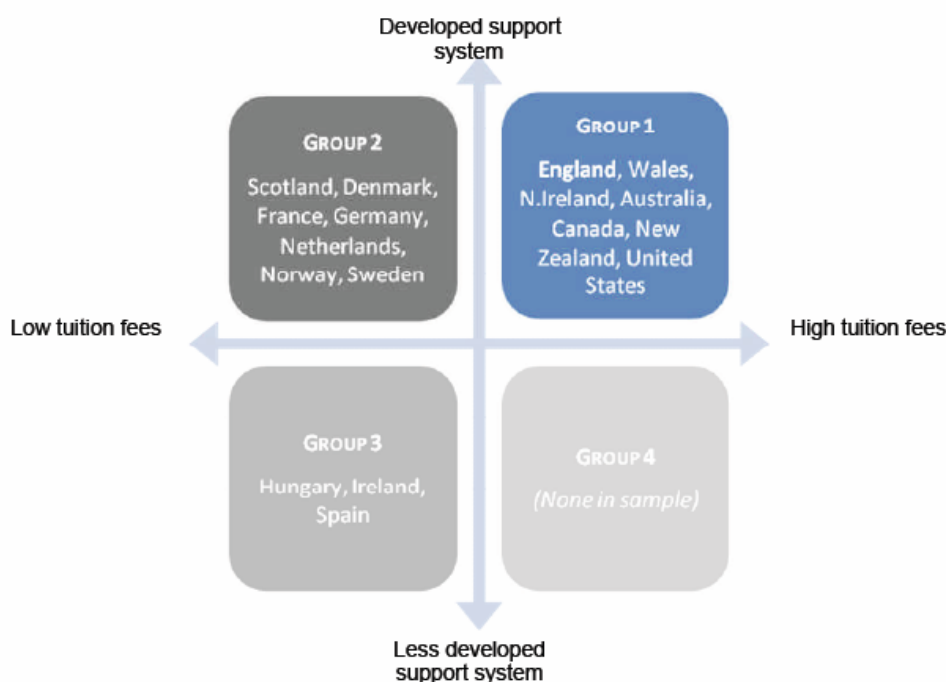 Developed support
system
GROUP 2
Scotland, Denmark,
France, Germany,
Netherlands,
Norway, Sweden
GROUP 1
England, Wales,
N.Ireland, Australia,
Canada, New
Zealand, United
States
Low tuition fees
High tuition fees
GROUP 3
Hungary, Ireland,
Spain
GROUP 4
(None in sample)
Less developed
support system